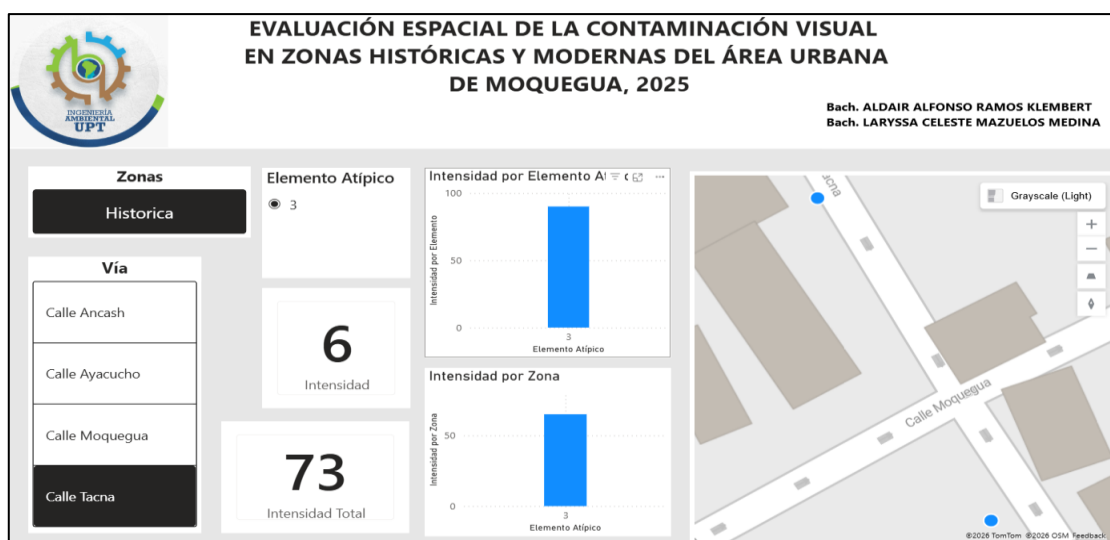 EVALUACIÓN ESPACIAL DE LA CONTAMINACIÓN VISUAL
EN ZONAS HISTÓRICAS Y MODERNAS DEL ÁREA URBANA
DE MOQUEGUA, 2025
Bach. ALDAIR ALFONSO RAMOS KLEMBERT
Bach. LARYSSA CELESTE MAZUELOS MEDINA
INGENIERÍA
AMBIENTAL
UPT
Zonas
Historica
Vía
Calle Ancash
Calle Ayacucho
Calle Moquegua
Calle Tacna
Elemento Atípico
3
6
Intensidad
73
Intensidad Total
Intensidad por Elemento
Intensidad por Elemento
100
50
0
3
Elemento Atípico
Intensidad por Zona
Intensidad por Zona
50
0
3
Elemento Atípico
Grayscale (Light)
Calle Moquegua
©2026 TomTom ©2026 OSM Feedback